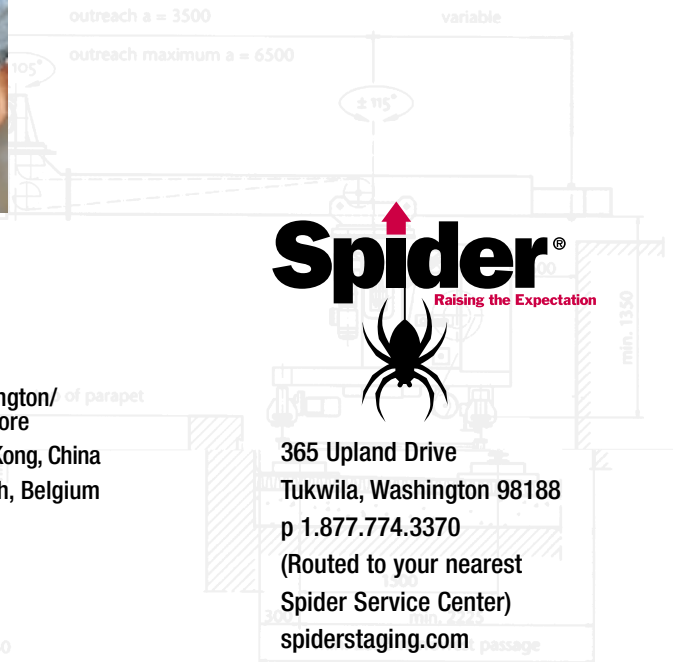 outreach a = 3500
variable
outreach maximum a = 6500
105°
± 115°
Spider®
Raising the Expectation
min. 1350
of parapet
ngton/
ore
Kong, China
h, Belgium
365 Upland Drive
Tukwila, Washington 98188
p 1.877.774.3370
(Routed to your nearest
Spider Service Center)
spiderstaging.com
1500
300
min. 2225
passage